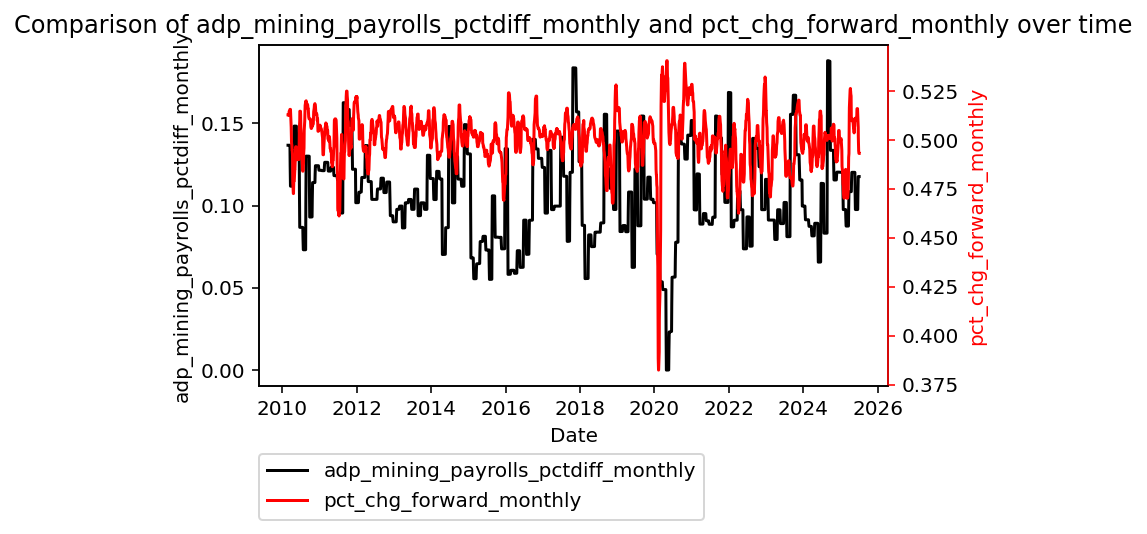 Comparison of adp_mining_payrolls_pctdiff_monthly and pct_chg_forward_monthly over time
adp_mining_payrolls_pctdiff_monthly
0.15
0.10
0.05
0.00
0.525
0.500
0.475
0.450
0.425
0.400
0.375
pct_chg_forward_monthly
2010 2012 2014 2016 2018 2020 2022 2024 2026
Date
adp_mining_payrolls_pctdiff_monthly
pct_chg_forward_monthly